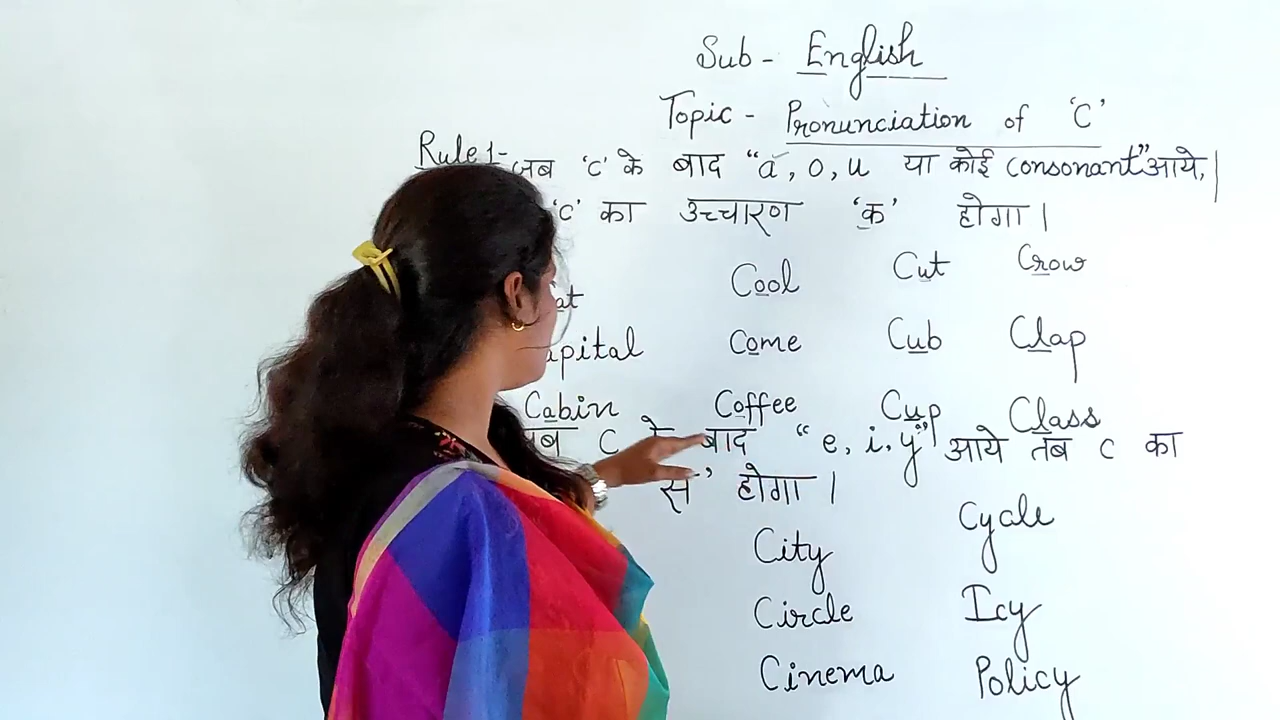 Sub - English
Topic - Pronunciation of 'C'
Rule 1- जब 'c' के बाद "a, o, u या कोई consonant" आये,|
'c' का उच्चारण 'क' होगा।
at Cool Cut Crow
apital Come Cub Clap
Cabin Coffee Cup Class
C के बाद "e, i, y" आये तब C का
स' होगा।
City Cycle
Circle Icy
Cinema Policy